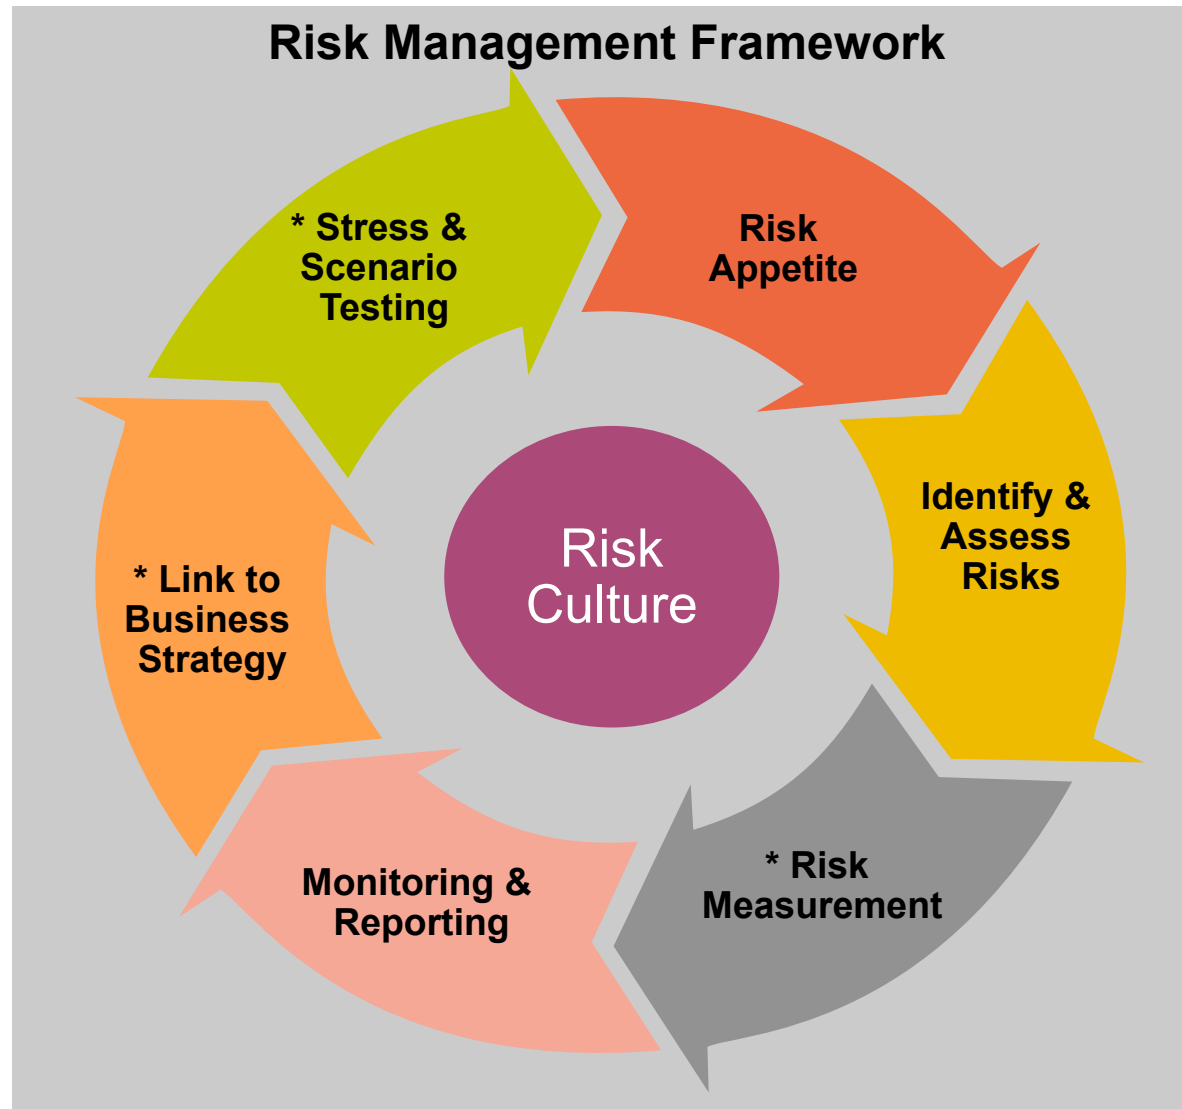 Risk Management Framework
* Stress &
Scenario
Testing
Risk
Appetite
Identify &
Assess
Risks
* Risk
Measurement
Monitoring &
Reporting
* Link to
Business
Strategy
Risk
Culture